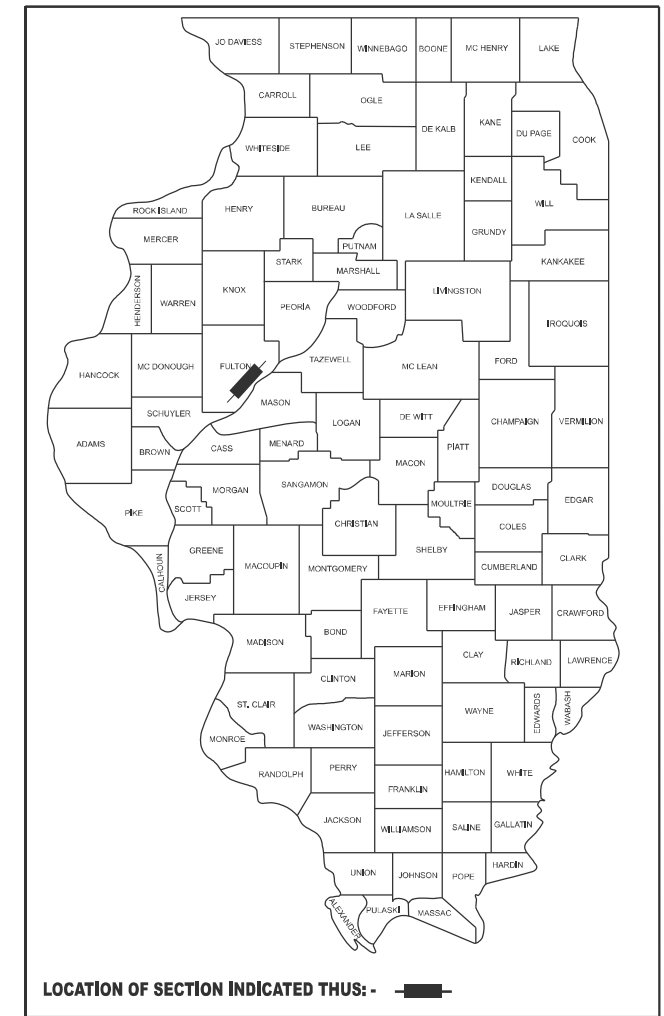 JO DAVIESS
STEPHENSON
WINNEBAGO
BOONE
MC HENRY
LAKE
CARROLL
OGLE
DE KALB
KANE
DU PAGE
COOK
WHITESIDE
LEE
KENDALL
WILL
ROCK ISLAND
HENRY
BUREAU
LA SALLE
GRUNDY
MERCER
PUTNAM
KANKAKEE
STARK
MARSHALL
HENDERSON
WARREN
KNOX
PEORIA
WOODFORD
LIVINGSTON
IROQUOIS
HANCOCK
MC DONOUGH
FULTON
TAZEWELL
MC LEAN
FORD
MASON
SCHUYLER
LOGAN
DE WITT
CHAMPAIGN
VERMILION
ADAMS
BROWN
CASS
MENARD
PIATT
MACON
MORGAN
SANGAMON
DOUGLAS
PIKE
SCOTT
CHRISTIAN
MOULTRIE
COLES
EDGAR
CALHOUN
GREENE
MACOUPIN
MONTGOMERY
SHELBY
CUMBERLAND
CLARK
JERSEY
FAYETTE
EFFINGHAM
JASPER
CRAWFORD
MADISON
BOND
CLAY
RICHLAND
LAWRENCE
CLINTON
MARION
ST. CLAIR
WAYNE
EDWARDS
WABASH
MONROE
WASHINGTON
JEFFERSON
RANDOLPH
PERRY
HAMILTON
WHITE
FRANKLIN
JACKSON
WILLIAMSON
SALINE
GALLATIN
UNION
JOHNSON
POPE
HARDIN
ALEXANDER
PULASKI
MASSAC
LOCATION OF SECTION INDICATED THUS: -